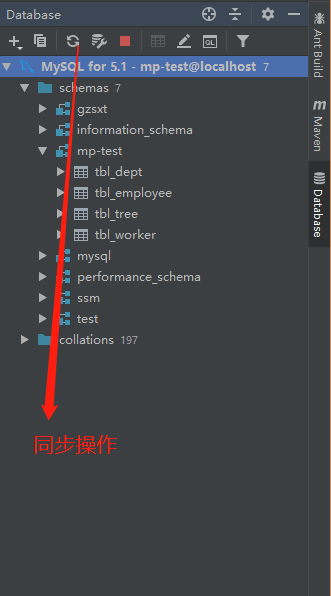 Database
MySQL for 5.1 - mp-test@localhost 7
schemas 7
gzsxt
information_schema
mp-test
tbl_dept
tbl_employee
tbl_tree
tbl_worker
mysql
performance_schema
ssm
test
collations 197
同步操作
QL
Ant Build
m Maven
Database